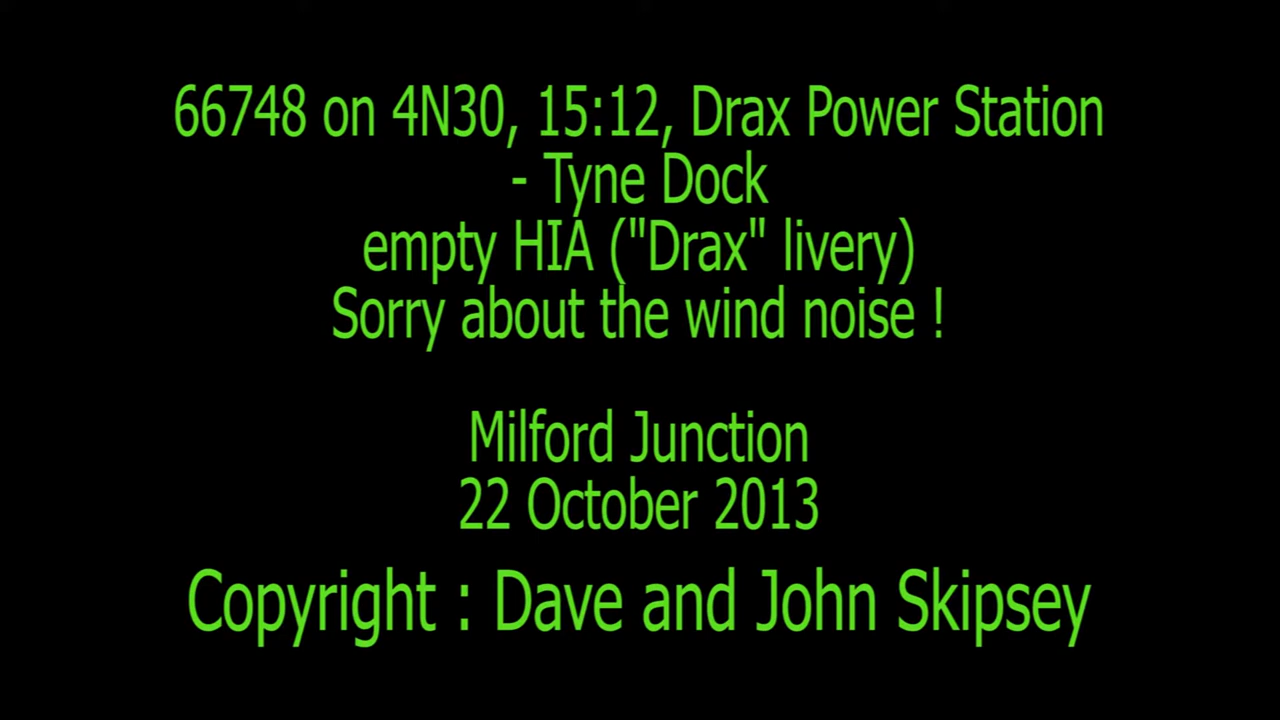 66748 on 4N30, 15:12, Drax Power Station
- Tyne Dock
empty HIA ("Drax" livery)
Sorry about the wind noise !
Milford Junction
22 October 2013
Copyright : Dave and John Skipsey